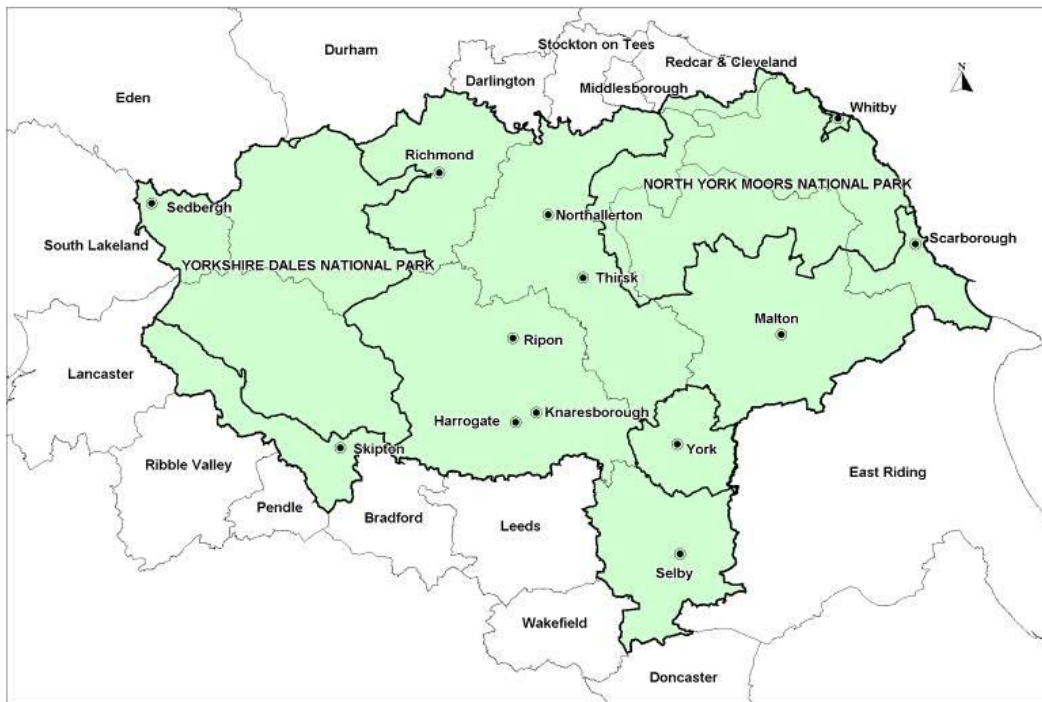 Durham
Stockton on Tees
Redcar & Cleveland
Darlington
Middlesborough
N
Eden
Whitby
Richmond
NORTH YORK MOORS NATIONAL PARK
Sedbergh
Northallerton
South Lakeland
Scarborough
YORKSHIRE DALES NATIONAL PARK
Thirsk
Malton
Ripon
Lancaster
Knaresborough
Harrogate
Skipton
York
Ribble Valley
East Riding
Pendle
Bradford
Leeds
Selby
Wakefield
Doncaster